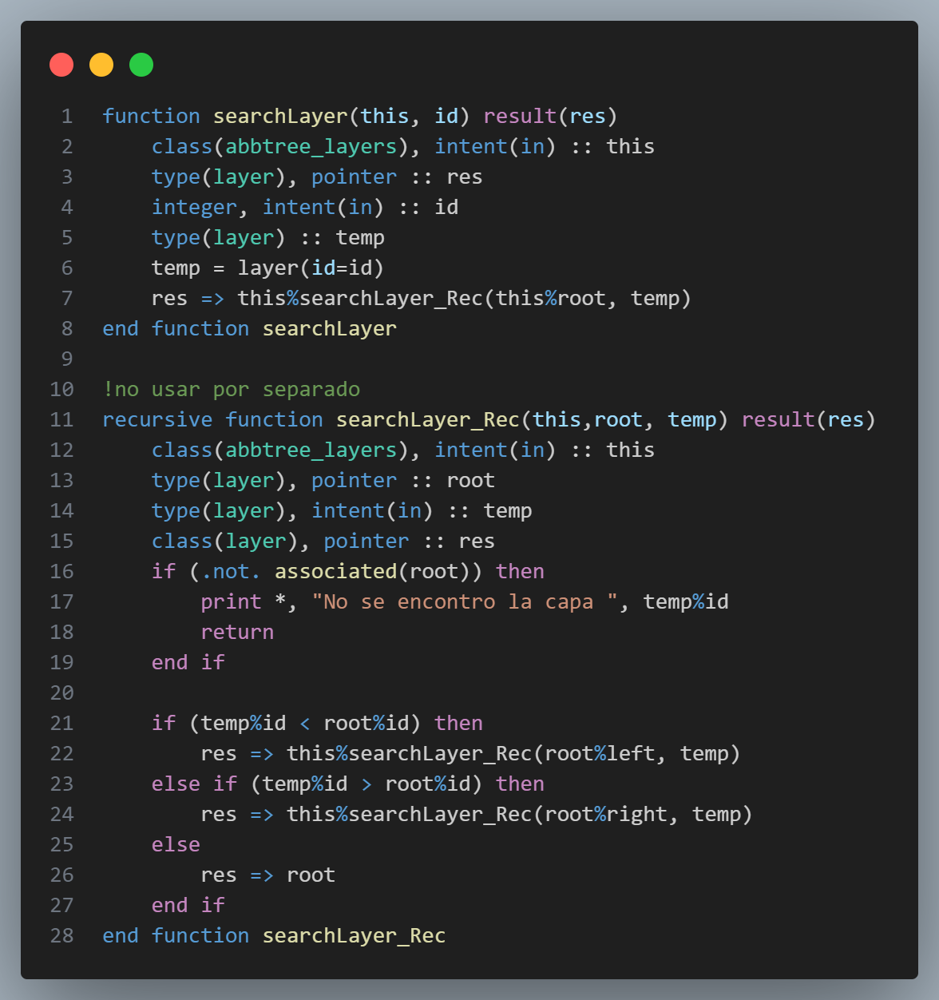 1 function searchLayer(this, id) result(res)
2     class(abbtree_layers), intent(in) :: this
3     type(layer), pointer :: res
4     integer, intent(in) :: id
5     type(layer) :: temp
6     temp = layer(id=id)
7     res => this%searchLayer_Rec(this%root, temp)
8 end function searchLayer
9
10 !no usar por separado
11 recursive function searchLayer_Rec(this,root, temp) result(res)
12     class(abbtree_layers), intent(in) :: this
13     type(layer), pointer :: root
14     type(layer), intent(in) :: temp
15     class(layer), pointer :: res
16     if (.not. associated(root)) then
17         print *, "No se encontro la capa ", temp%id
18         return
19     end if
20
21     if (temp%id < root%id) then
22         res => this%searchLayer_Rec(root%left, temp)
23     else if (temp%id > root%id) then
24         res => this%searchLayer_Rec(root%right, temp)
25     else
26         res => root
27     end if
28 end function searchLayer_Rec